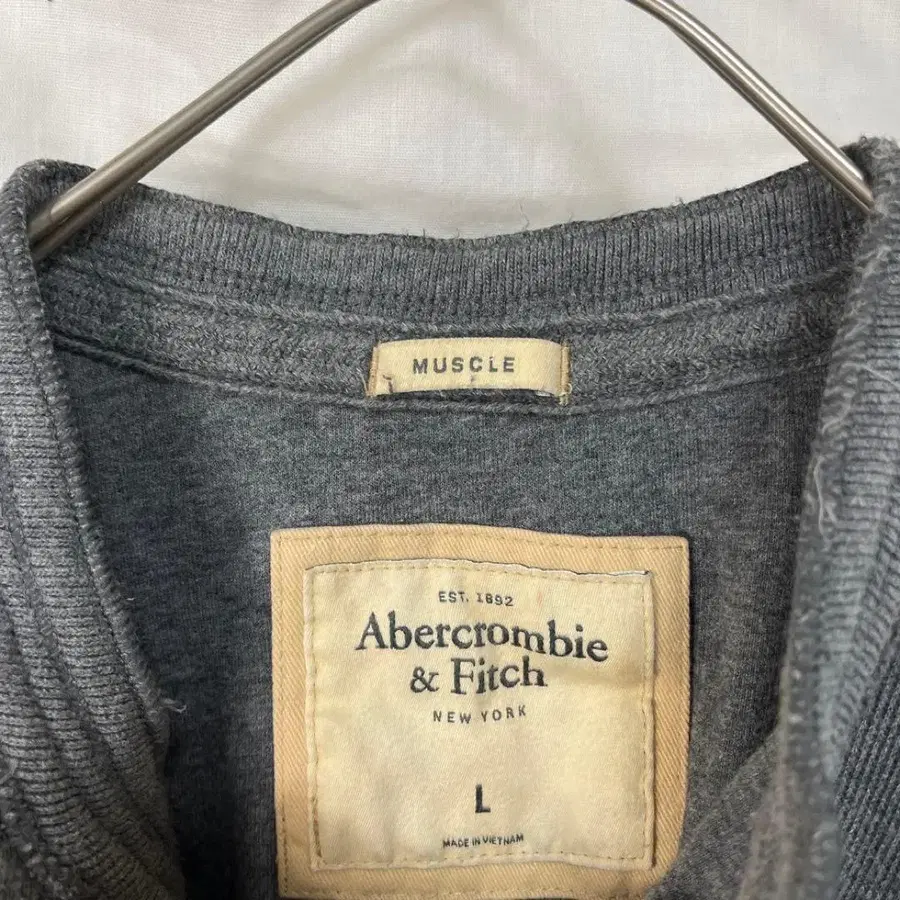 MUSCLE
EST. 1892
Abercrombie
& Fitch
NEW YORK
L
MADE IN VIETNAM